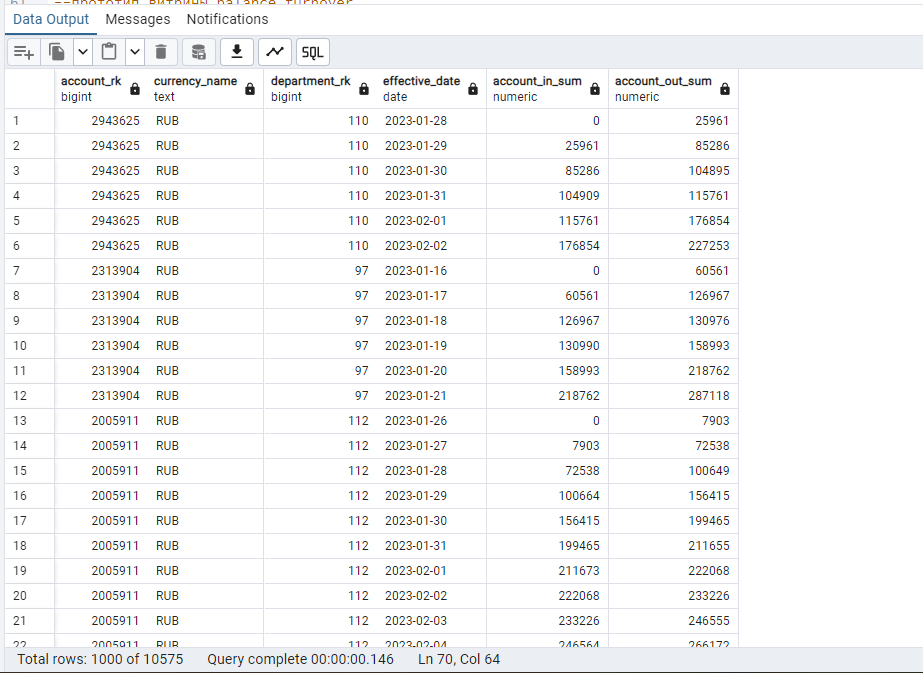 ==прототип витрины balance_turnover
Data Output Messages Notifications
SQL
account_rk currency_name department_rk effective_date account_in_sum account_out_sum
bigint text bigint date numeric numeric
1 2943625 RUB 110 2023-01-28 0 25961
2 2943625 RUB 110 2023-01-29 25961 85286
3 2943625 RUB 110 2023-01-30 85286 104895
4 2943625 RUB 110 2023-01-31 104909 115761
5 2943625 RUB 110 2023-02-01 115761 176854
6 2943625 RUB 110 2023-02-02 176854 227253
7 2313904 RUB 97 2023-01-16 0 60561
8 2313904 RUB 97 2023-01-17 60561 126967
9 2313904 RUB 97 2023-01-18 126967 130976
10 2313904 RUB 97 2023-01-19 130990 158993
11 2313904 RUB 97 2023-01-20 158993 218762
12 2313904 RUB 97 2023-01-21 218762 287118
13 2005911 RUB 112 2023-01-26 0 7903
14 2005911 RUB 112 2023-01-27 7903 72538
15 2005911 RUB 112 2023-01-28 72538 100649
16 2005911 RUB 112 2023-01-29 100664 156415
17 2005911 RUB 112 2023-01-30 156415 199465
18 2005911 RUB 112 2023-01-31 199465 211655
19 2005911 RUB 112 2023-02-01 211673 222068
20 2005911 RUB 112 2023-02-02 222068 233226
21 2005911 RUB 112 2023-02-03 233226 246555
22 2005911 RUB 112 2023-02-04 246564 266172
Total rows: 1000 of 10575 Query complete 00:00:00.146 Ln 70, Col 64